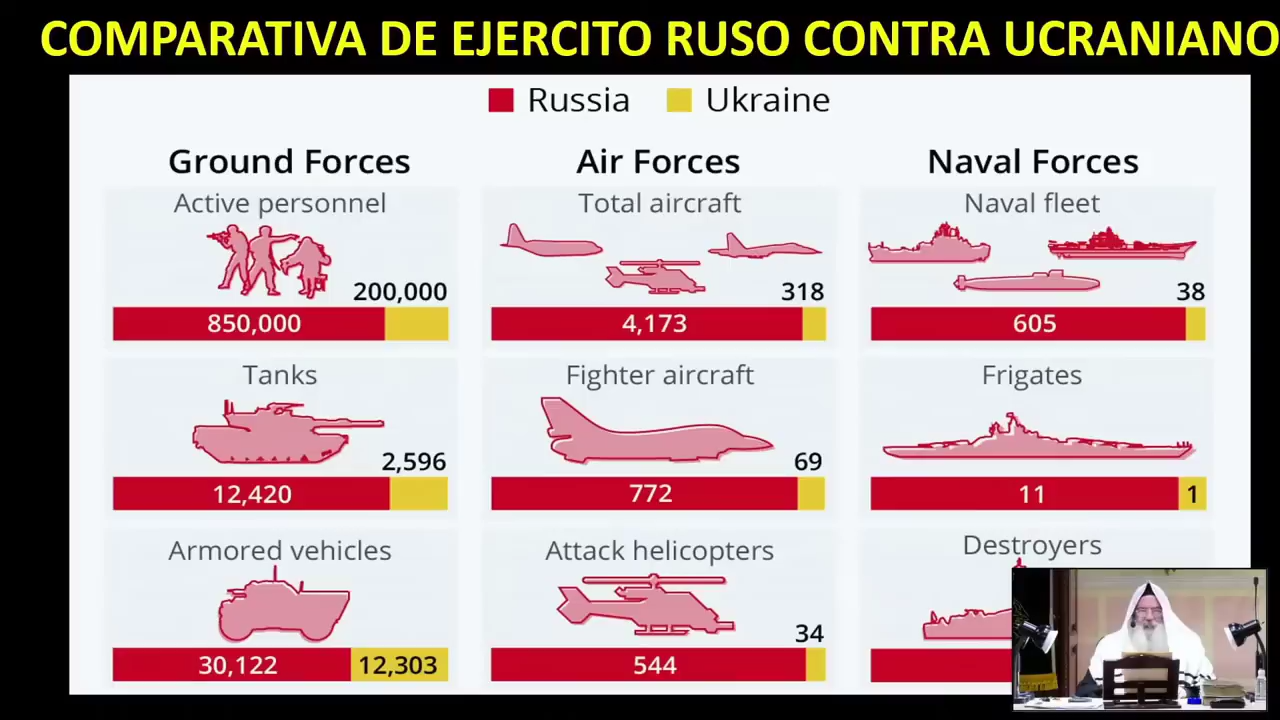 COMPARATIVA DE EJERCITO RUSO CONTRA UCRANIANO
Russia Ukraine
Ground Forces
Active personnel
200,000
850,000
Tanks
2,596
12,420
Armored vehicles
30,122 12,303
Air Forces
Total aircraft
318
4,173
Fighter aircraft
69
772
Attack helicopters
34
544
Naval Forces
Naval fleet
38
605
Frigates
11 1
Destroyers